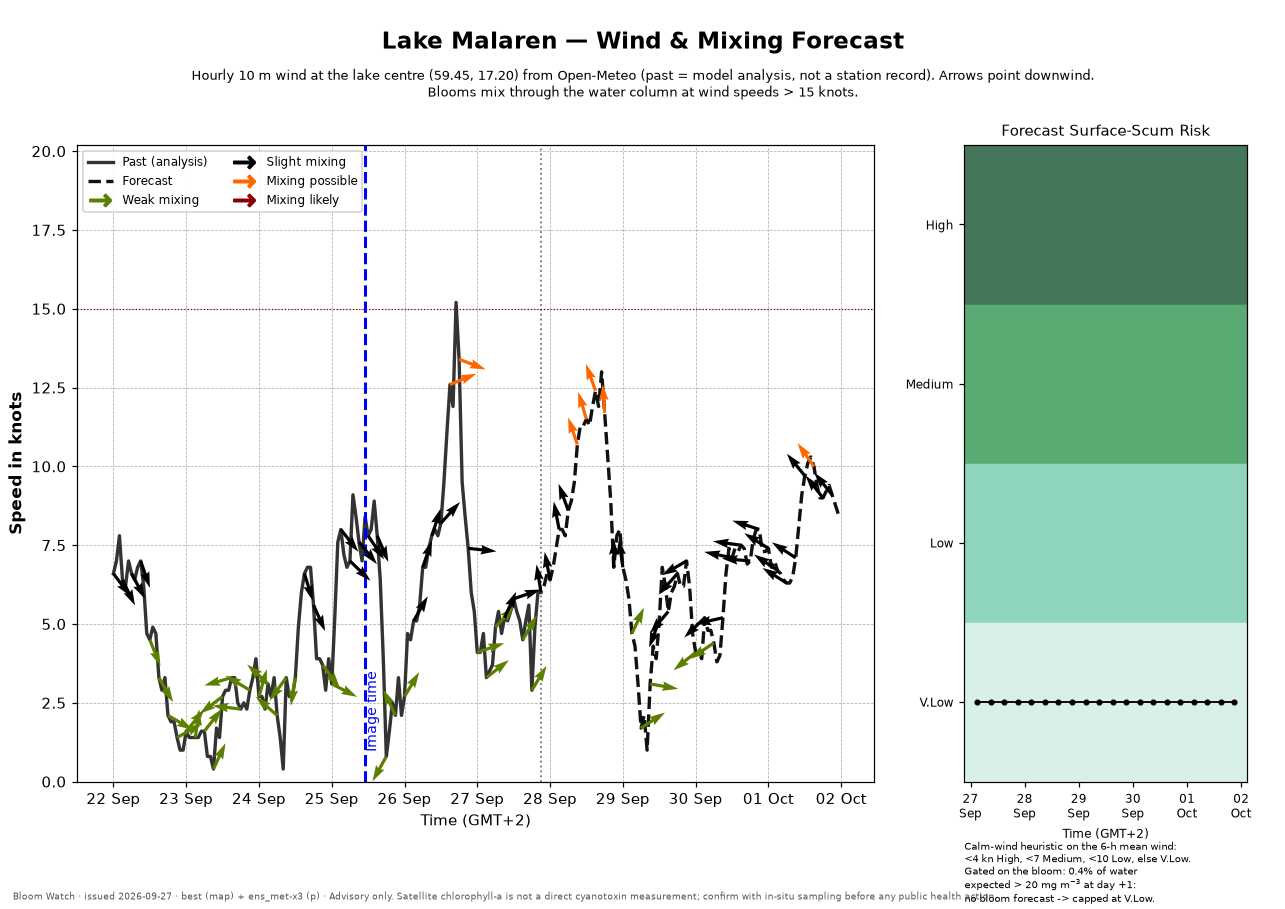 Lake Malaren — Wind & Mixing Forecast
Hourly 10 m wind at the lake centre (59.45, 17.20) from Open-Meteo (past = model analysis, not a station record). Arrows point downwind.
Blooms mix through the water column at wind speeds > 15 knots.
Past (analysis)
Forecast
Weak mixing
Slight mixing
Mixing possible
Mixing likely
Speed in knots
20.0
17.5
15.0
12.5
10.0
7.5
5.0
2.5
0.0
Image time
22 Sep 23 Sep 24 Sep 25 Sep 26 Sep 27 Sep 28 Sep 29 Sep 30 Sep 01 Oct 02 Oct
Time (GMT+2)
Forecast Surface-Scum Risk
High
Medium
Low
V.Low
27 28 29 30 01 02
Sep Sep Sep Sep Oct Oct
Time (GMT+2)
Calm-wind heuristic on the 6-h mean wind:
<4 kn High, <7 Medium, <10 Low, else V.Low.
Gated on the bloom: 0.4% of water
expected > 20 mg m⁻³ at day +1:
no bloom forecast -> capped at V.Low.
Bloom Watch · issued 2026-09-27 · best (map) + ens_met-x3 (p) · Advisory only. Satellite chlorophyll-a is not a direct cyanotoxin measurement; confirm with in-situ sampling before any public health action.